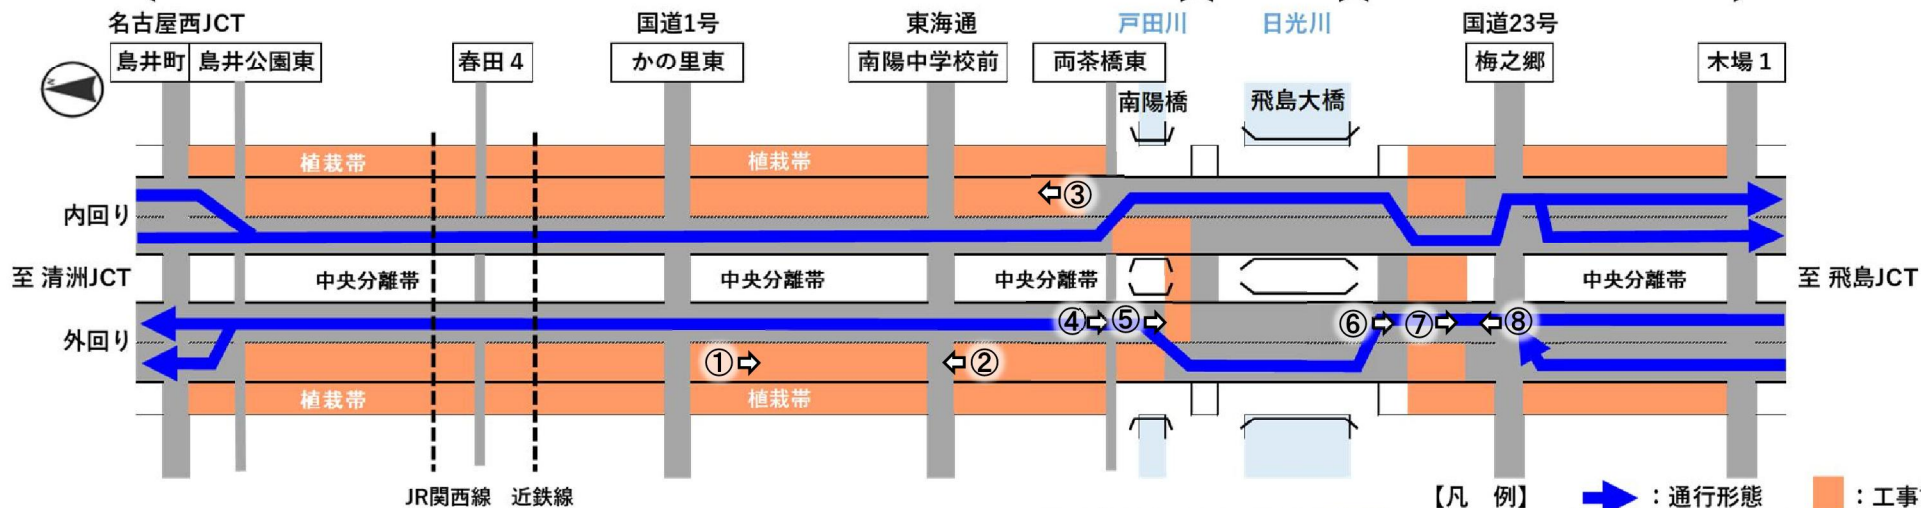 名古屋西JCT 国道1号 東海通 戸田川 日光川 国道23号
島井町 島井公園東 春田4 かの里東 南陽中学校前 両茶橋東 梅之郷 木場1
N
南陽橋 飛島大橋
植栽帯 植栽帯
③
内回り
至 清洲JCT 中央分離帯 中央分離帯 中央分離帯 中央分離帯 至 飛島JCT
④ ⑤ ⑥ ⑦ ⑧
外回り
① ②
植栽帯 植栽帯
JR関西線 近鉄線
【凡 例】 :通行形態 :工事